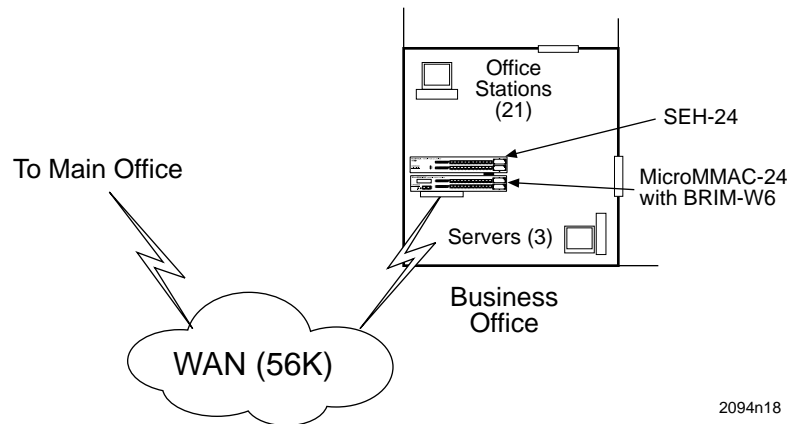 Office
Stations
(21)
SEH-24
To Main Office
MicroMMAC-24
with BRIM-W6
Servers (3)
Business
Office
WAN (56K)
2094n18